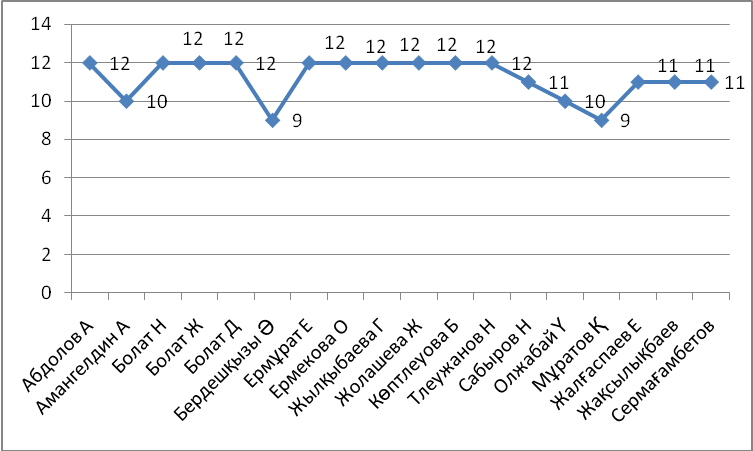 14
12
10
8
6
4
2
0
12
10
12
12
12
9
12
12
12
12
12
12
11
10
9
11
11
11
Абдолов А
Амангелдин А
Болат Н
Болат Ж
Болат Д
Бердешқызы Ә
Ермұрат Е
Ермекова О
Жылқыбаева Г
Жолашева Ж
Көптлеуова Б
Тлеужанов Н
Сабыров Н
Олжабай Ү
Мұратов Қ
Жалғаспаев Е
Жақсылықбаев
Сермағамбетов